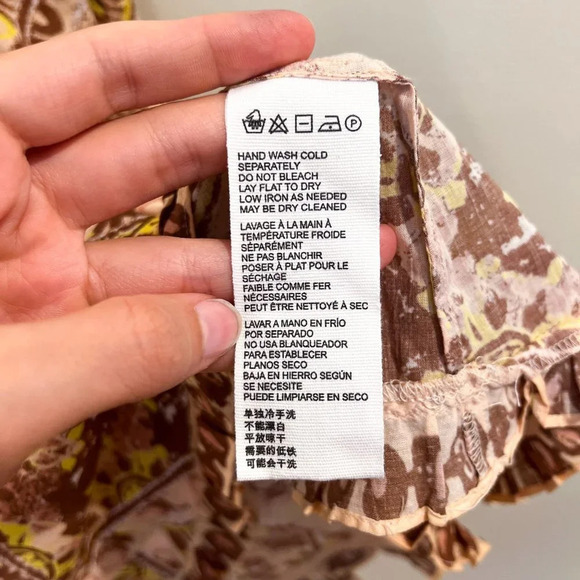 P
HAND WASH COLD
SEPARATELY
DO NOT BLEACH
LAY FLAT TO DRY
LOW IRON AS NEEDED
MAY BE DRY CLEANED
LAVAGE À LA MAIN À
TEMPÉRATURE FROIDE
SÉPARÉMENT
NE PAS BLANCHIR
POSER À PLAT POUR LE
SÉCHAGE
FAIBLE COMME FER
NÉCESSAIRES
PEUT ÊTRE NETTOYÉ À SEC
LAVAR A MANO EN FRÍO
POR SEPARADO
NO USA BLANQUEADOR
PARA ESTABLECER
PLANOS SECO
BAJA EN HIERRO SEGÚN
SE NECESITE
PUEDE LIMPIARSE EN SECO
单独冷手洗
不能漂白
平放晾干
需要的低铁
可能会干洗